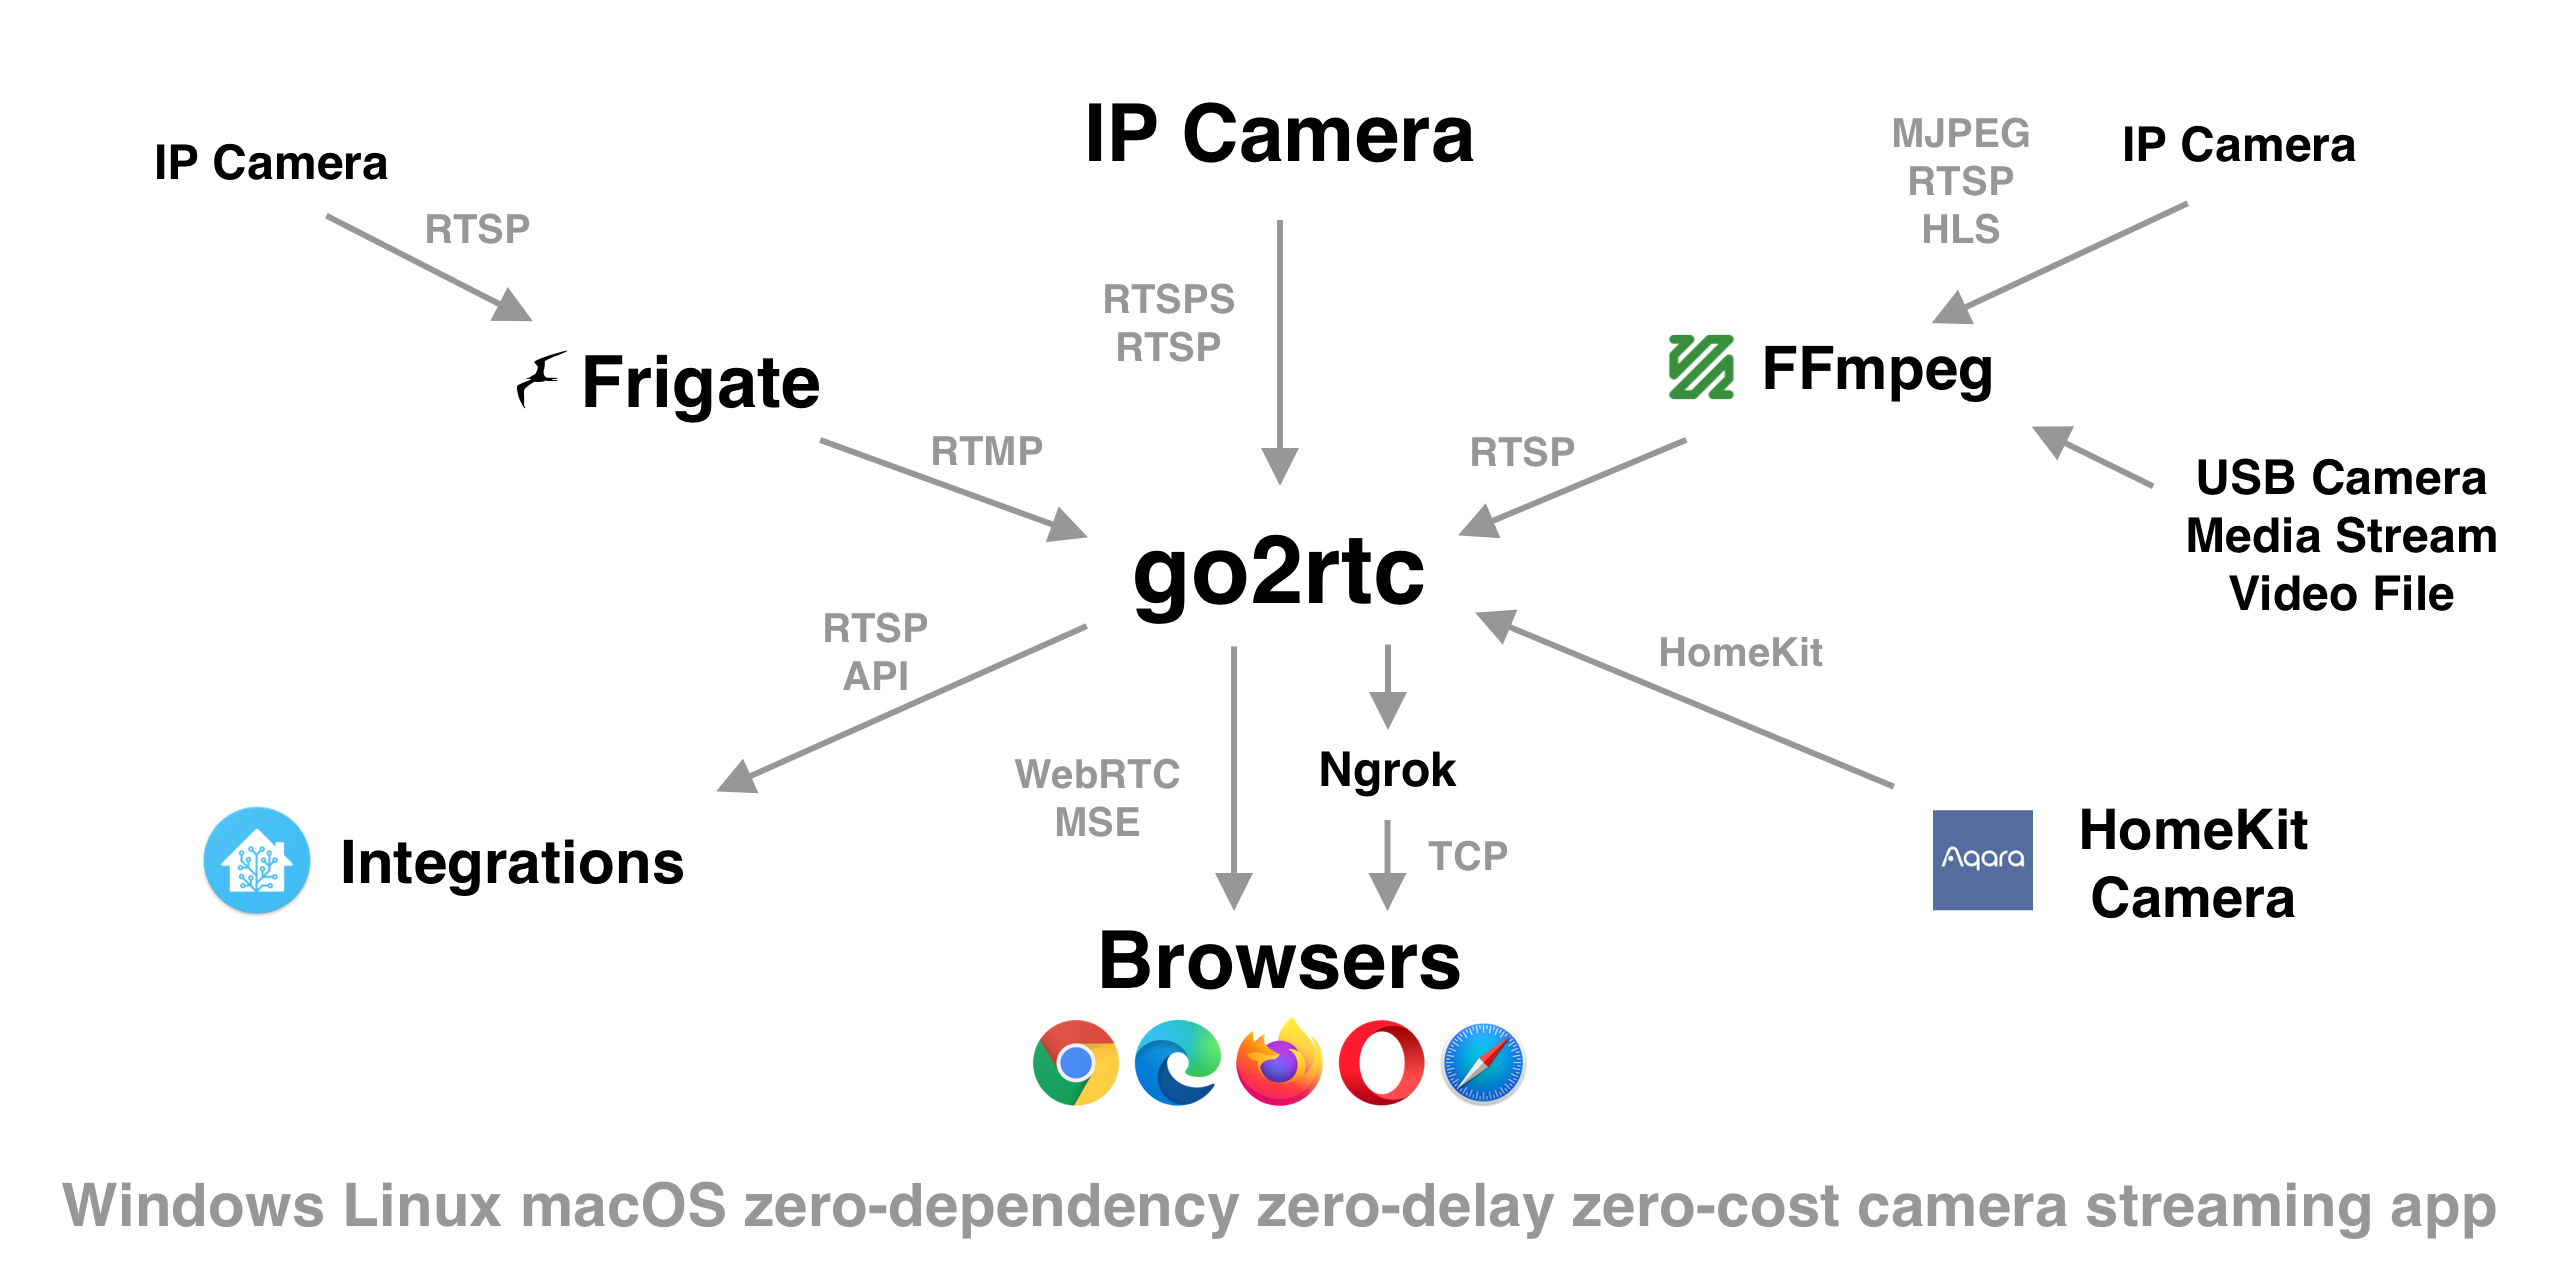 IP Camera
IP Camera
MJPEG
RTSP
HLS
IP Camera
RTSP
RTSPS
RTSP
Frigate
FFmpeg
RTMP
RTSP
USB Camera
Media Stream
Video File
go2rtc
RTSP
API
HomeKit
WebRTC
MSE
Ngrok
TCP
Integrations
Aqara
HomeKit
Camera
Browsers
Windows Linux macOS zero-dependency zero-delay zero-cost camera streaming app